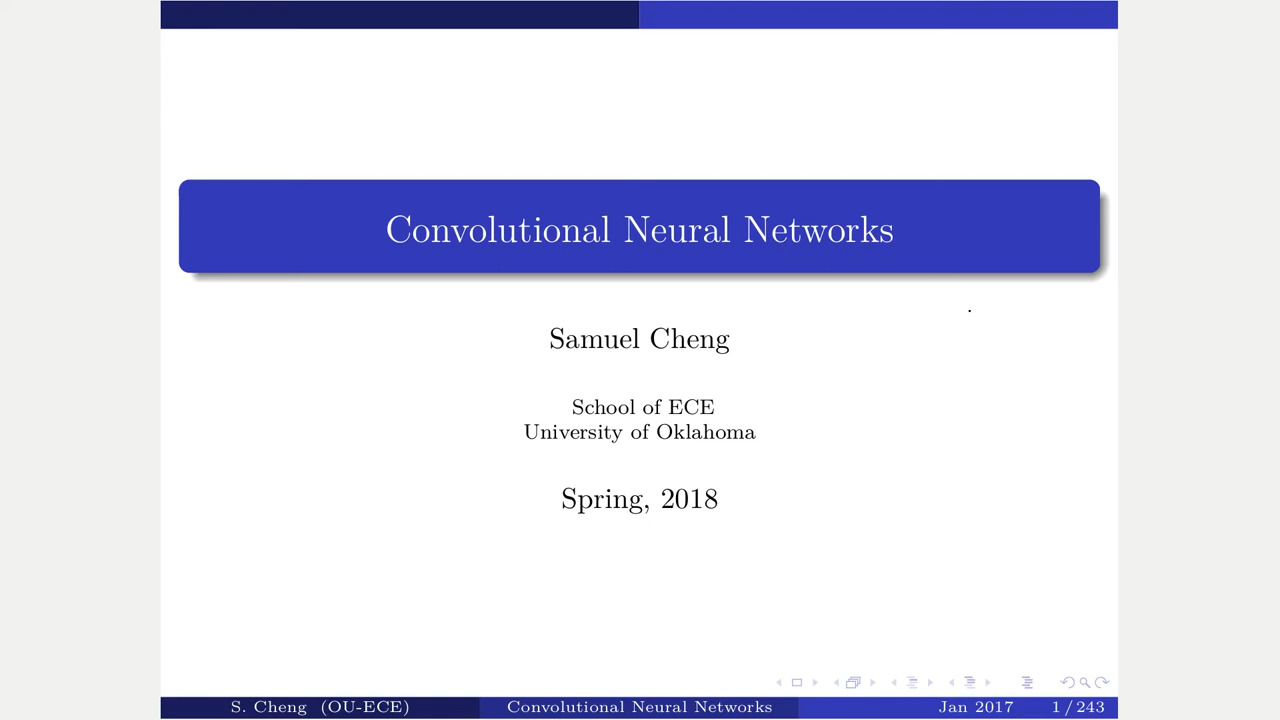 Convolutional Neural Networks
Samuel Cheng
School of ECE
University of Oklahoma
Spring, 2018
S. Cheng (OU-ECE) Convolutional Neural Networks Jan 2017 1 / 243